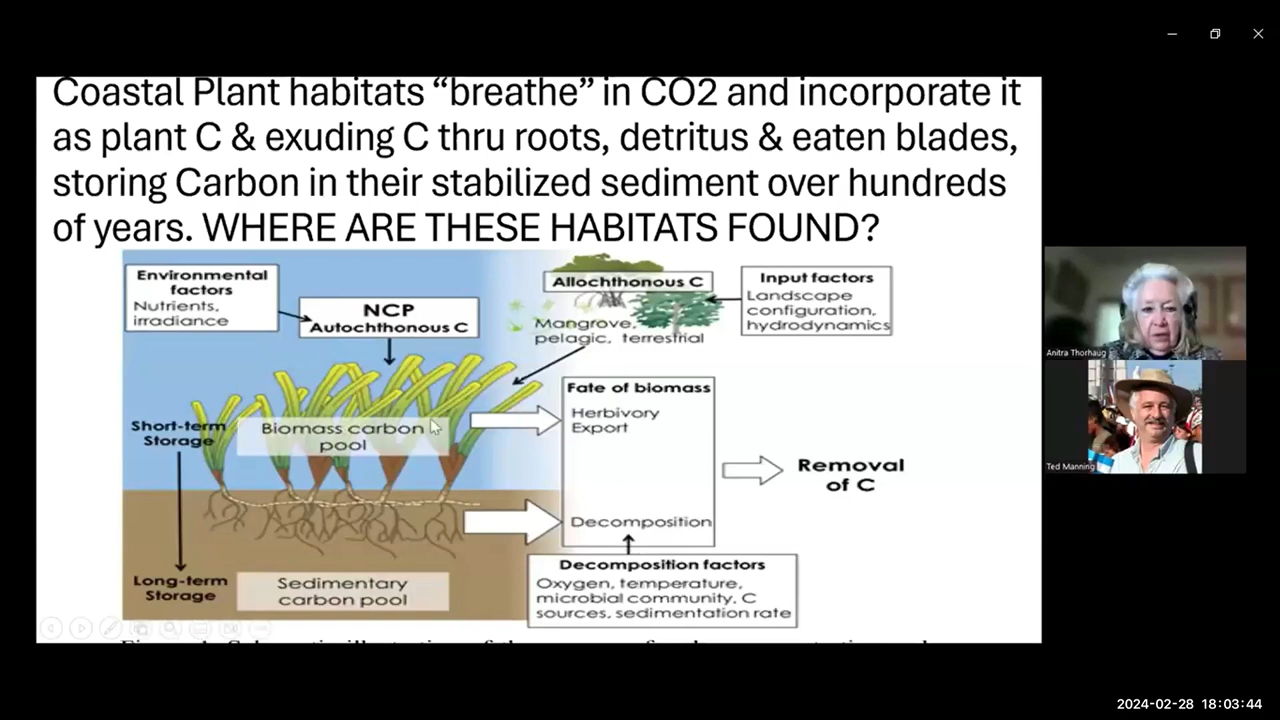 Coastal Plant habitats “breathe” in CO2 and incorporate it
as plant C & exuding C thru roots, detritus & eaten blades,
storing Carbon in their stabilized sediment over hundreds
of years. WHERE ARE THESE HABITATS FOUND?
Environmental
factors
Nutrients,
irradiance
NCP
Autochthonous C
Allochthonous C
Mangrove,
pelagic, terrestrial
Input factors
Landscape
configuration,
hydrodynamics
Short-term
Storage
Biomass carbon
pool
Fate of biomass
Herbivory
Export
Decomposition
Removal
of C
Long-term
Storage
Sedimentary
carbon pool
Decomposition factors
Oxygen, temperature,
microbial community, C
sources, sedimentation rate
Anitra Thorhaug
Ted Manning
2024-02-28 18:03:44